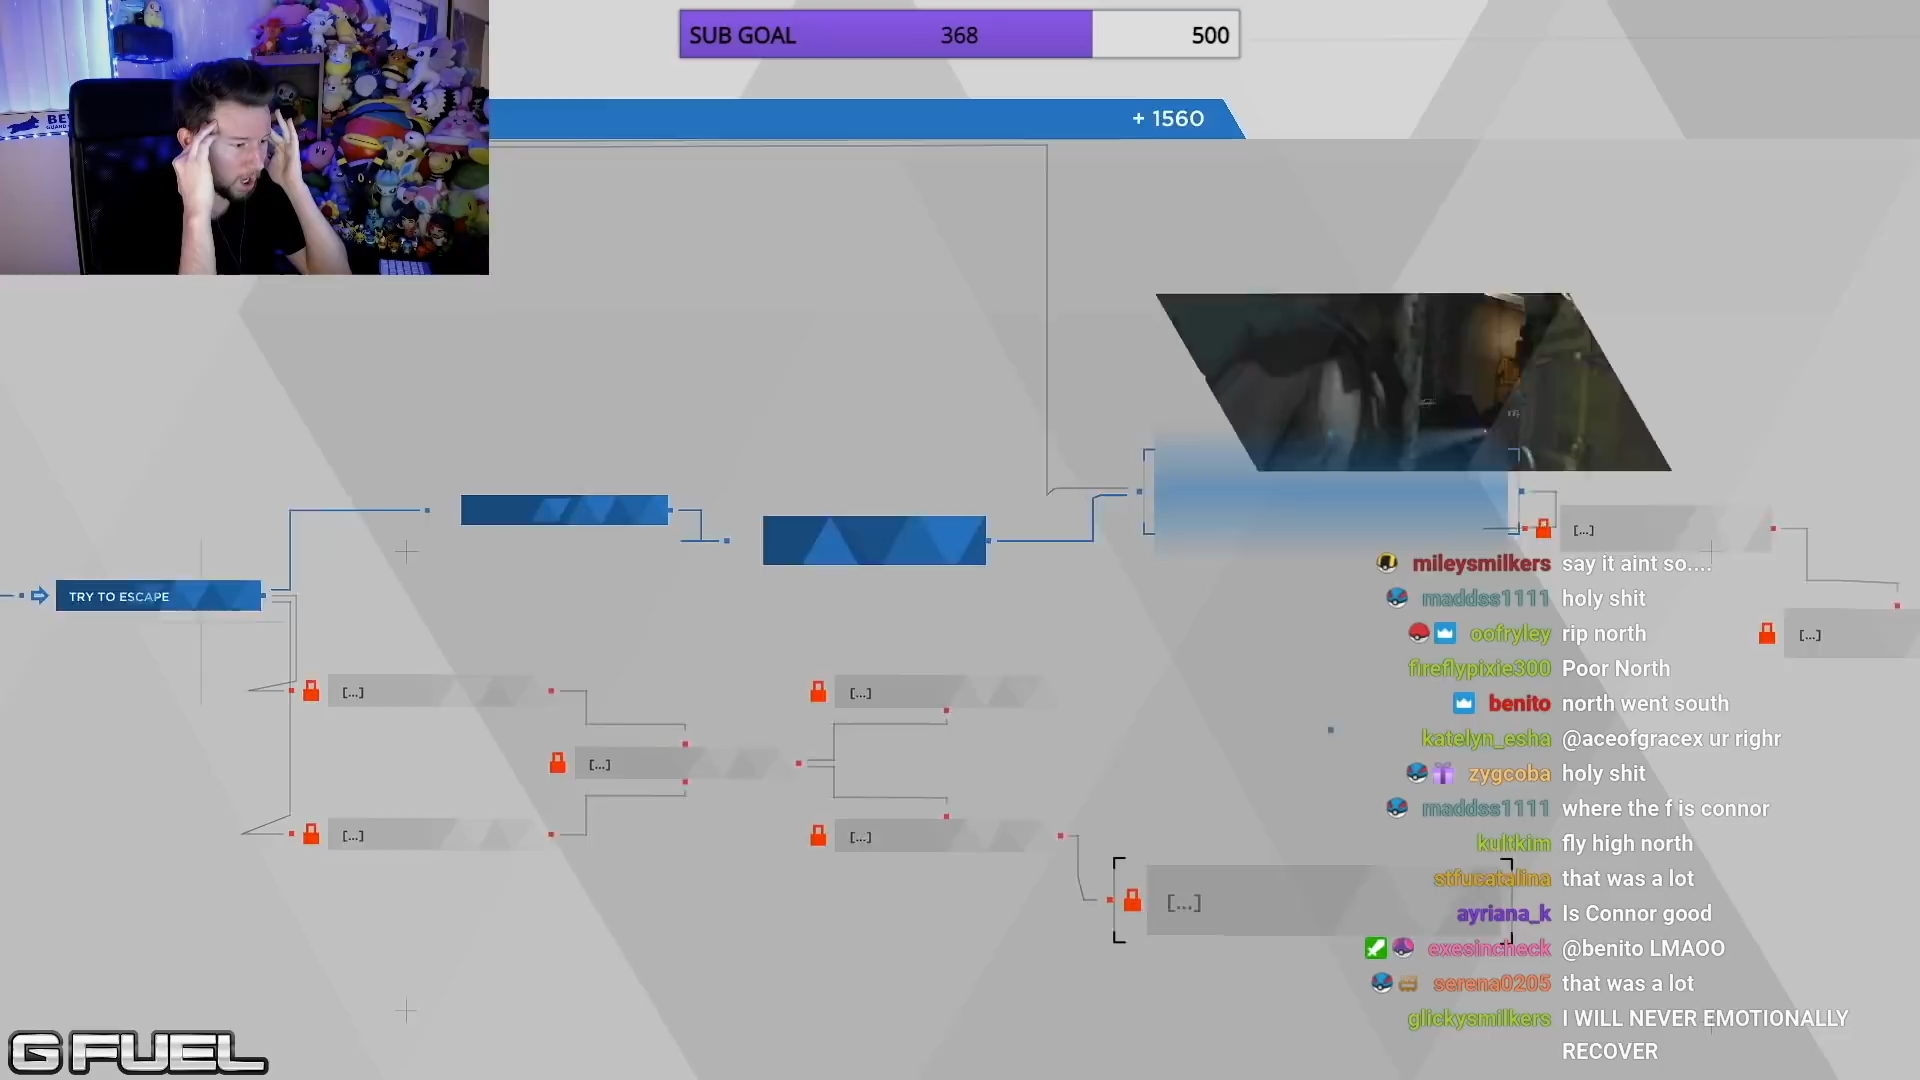 SUB GOAL 368 500
BE
+ 1560
TRY TO ESCAPE
[...]
[...]
[...]
[...]
[...]
[...]
[...]
[...]
mileysmilkers say it aint so....
maddss1111 holy shit
oofryley rip north
fireflypixie300 Poor North
benito north went south
katelyn_esha @aceofgracex ur righr
zygcoba holy shit
maddss1111 where the f is connor
kultkim fly high north
stfucatalina that was a lot
ayriana_k Is Connor good
exesincheck @benito LMAOO
serena0205 that was a lot
glickysmilkers I WILL NEVER EMOTIONALLY
RECOVER
G FUEL